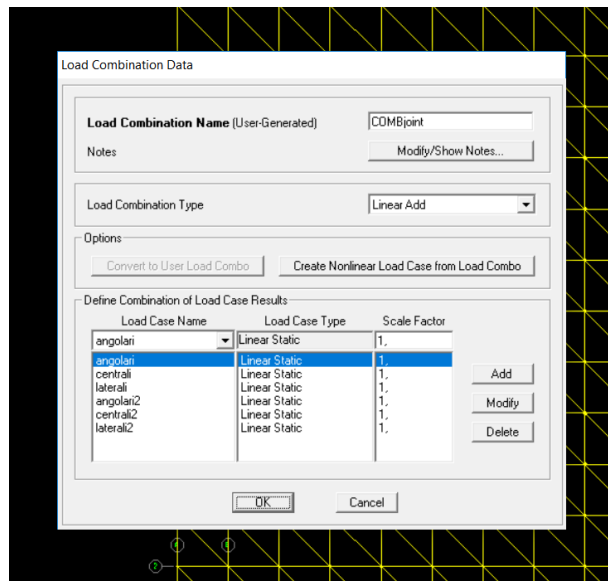 Load Combination Data
Load Combination Name (User-Generated) COMBjoint
Notes Modify/Show Notes...
Load Combination Type Linear Add
Options
Convert to User Load Combo Create Nonlinear Load Case from Load Combo
Define Combination of Load Case Results
Load Case Name Load Case Type Scale Factor
angolari Linear Static 1,
angolari Linear Static 1,
centrali Linear Static 1,
laterali Linear Static 1,
angolari2 Linear Static 1,
centrali2 Linear Static 1,
laterali2 Linear Static 1,
Add
Modify
Delete
OK Cancel
2